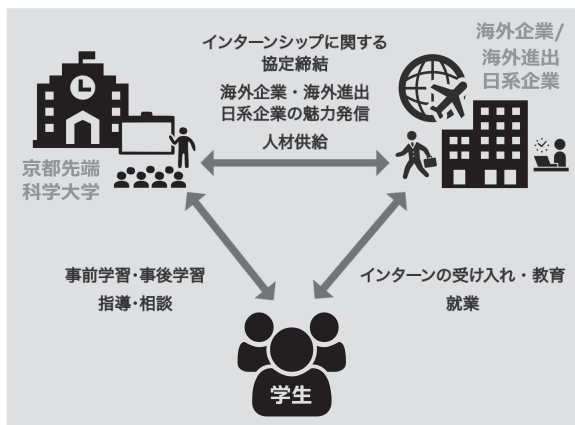 インターンシップに関する
協定締結
海外企業・海外進出
日系企業の魅力発信
人材供給
海外企業/
海外進出
日系企業
京都先端
科学大学
事前学習・事後学習
指導・相談
インターンの受け入れ・教育
就業
学生